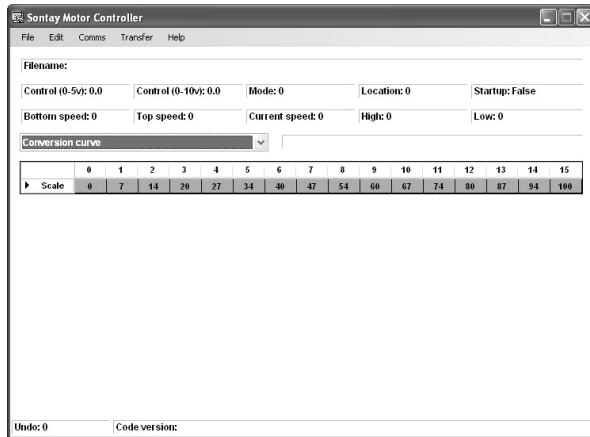 Sontay Motor Controller
File Edit Comms Transfer Help
Filename:
Control (0-5v): 0.0 Control (0-10v): 0.0 Mode: 0 Location: 0 Startup: False
Bottom speed: 0 Top speed: 0 Current speed: 0 High: 0 Low: 0
Conversion curve
0 1 2 3 4 5 6 7 8 9 10 11 12 13 14 15
Scale 0 7 14 20 27 34 40 47 54 60 67 74 80 87 94 100
Undo: 0 Code version: